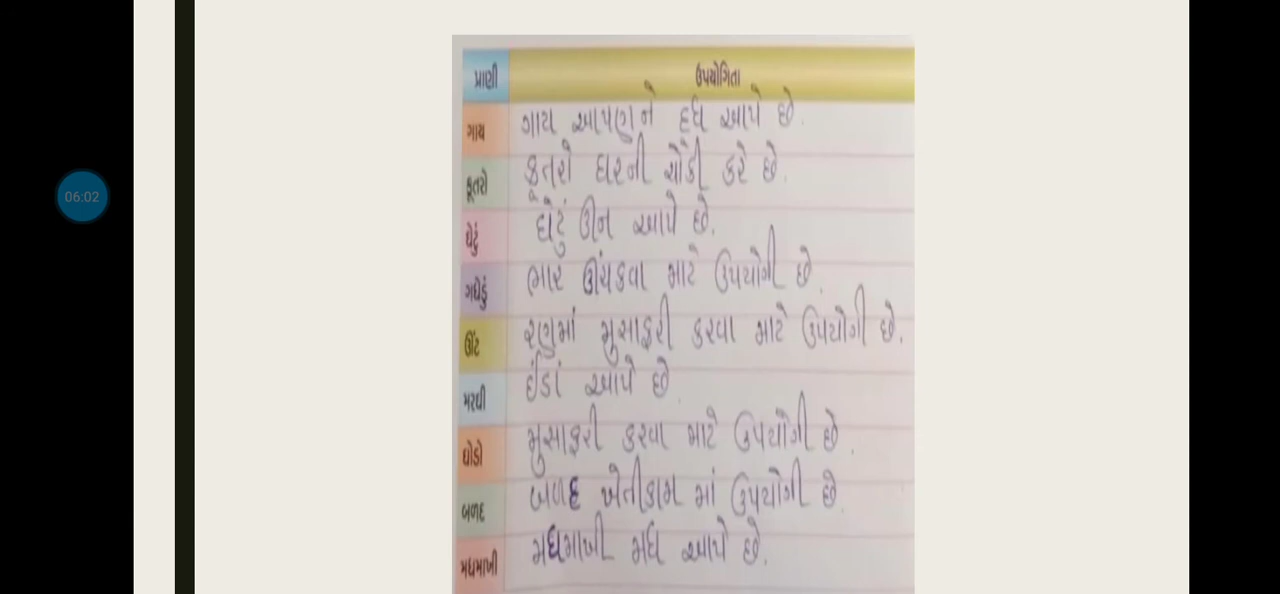 06:02
પ્રાણી ઉપયોગિતા
ગાય ગાય આપણને દૂધ આપે છે.
કૂતરો કૂતરો ઘરની ચોકી કરે છે.
ઘેટું ઘેટું ઊન આપે છે.
ગધેડું ભાર ઊંચકવા માટે ઉપયોગી છે.
ઊંટ રણમાં મુસાફરી કરવા માટે ઉપયોગી છે.
મરઘી ઈંડાં આપે છે.
ઘોડો મુસાફરી કરવા માટે ઉપયોગી છે.
બળદ બળદ ખેતીકામ માં ઉપયોગી છે.
મધમાખી મધમાખી મધ આપે છે.